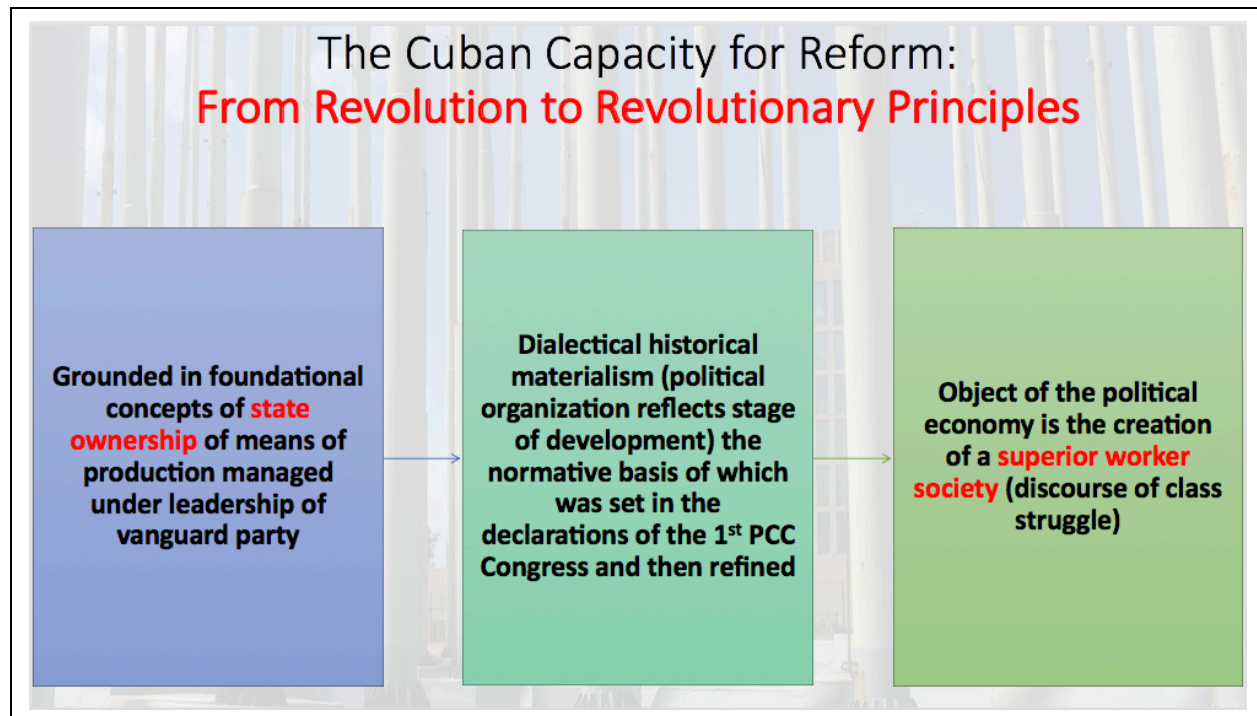 The Cuban Capacity for Reform:
From Revolution to Revolutionary Principles
Grounded in foundational
concepts of state
ownership of means of
production managed
under leadership of
vanguard party
Dialectical historical
materialism (political
organization reflects stage
of development) the
normative basis of which
was set in the
declarations of the 1st PCC
Congress and then refined
Object of the political
economy is the creation
of a superior worker
society (discourse of class
struggle)